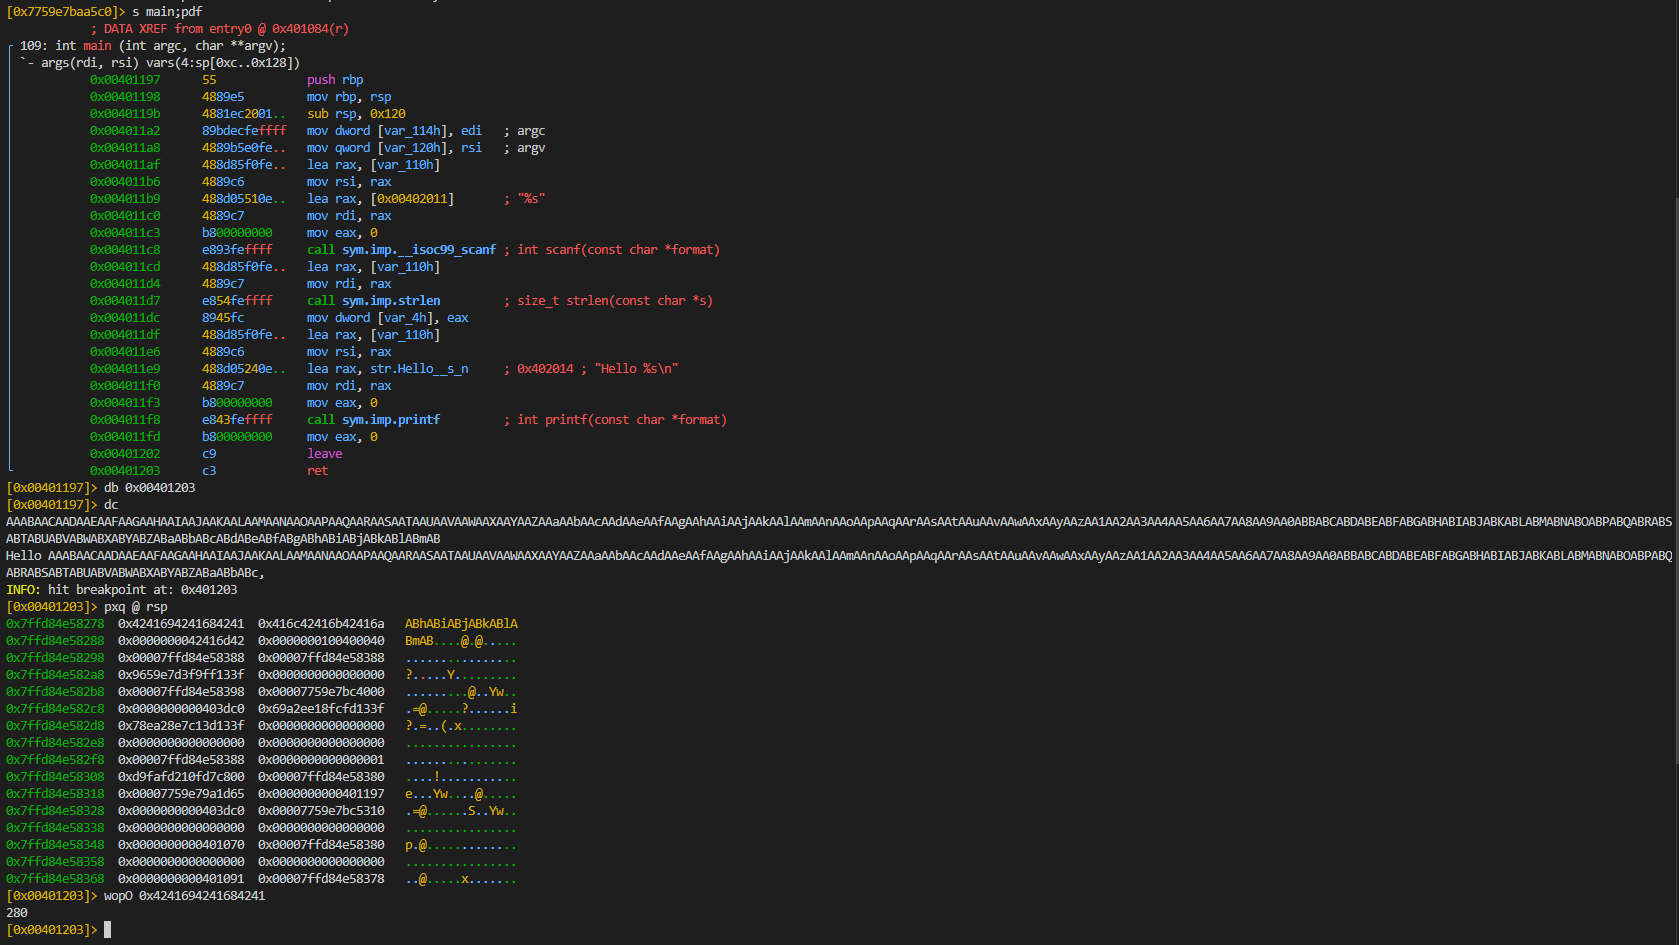 [0x7759e7baa5c0]> s main;pdf
; DATA XREF from entry0 @ 0x401084(r)
109: int main (int argc, char **argv);
`- args(rdi, rsi) vars(4:sp[0xc..0x128])
0x00401197 55 push rbp
0x00401198 4889e5 mov rbp, rsp
0x0040119b 4881ec2001.. sub rsp, 0x120
0x004011a2 89bdecfeffff mov dword [var_114h], edi ; argc
0x004011a8 4889b5e0fe.. mov qword [var_120h], rsi ; argv
0x004011af 488d85f0fe.. lea rax, [var_110h]
0x004011b6 4889c6 mov rsi, rax
0x004011b9 488d05510e.. lea rax, [0x00402011] ; "%s"
0x004011c0 4889c7 mov rdi, rax
0x004011c3 b800000000 mov eax, 0
0x004011c8 e893feffff call sym.imp.__isoc99_scanf ; int scanf(const char *format)
0x004011cd 488d85f0fe.. lea rax, [var_110h]
0x004011d4 4889c7 mov rdi, rax
0x004011d7 e854feffff call sym.imp.strlen ; size_t strlen(const char *s)
0x004011dc 8945fc mov dword [var_4h], eax
0x004011df 488d85f0fe.. lea rax, [var_110h]
0x004011e6 4889c6 mov rsi, rax
0x004011e9 488d05240e.. lea rax, str.Hello__s_n ; 0x402014 ; "Hello %s\n"
0x004011f0 4889c7 mov rdi, rax
0x004011f3 b800000000 mov eax, 0
0x004011f8 e843feffff call sym.imp.printf ; int printf(const char *format)
0x004011fd b800000000 mov eax, 0
0x00401202 c9 leave
0x00401203 c3 ret
[0x00401197]> db 0x00401203
[0x00401197]> dc
AAABAACAADAAEAAFAAGAAHAAIAAJAAKAALAAMAANAAOAAPAAQAARAASAATAAUAAVAAWAAXAAYAAZAAaAAbAAcAAdAAeAAfAAgAAhAAiAAjAAkAAlAAmAAnAAoAApAAqAArAAsAAtAAuAAvAAwAAxAAyAAzAA1AA2AA3AA4AA5AA6AA7AA8AA9AA0ABBABCABDABEABFABGABHABIABJABKABLABMABNABOABPABQABRABS
ABTABUABVABWABXABYABZABaABbABcABdABeABfABgABhABiABjABkABlABmAB
Hello AAABAACAADAAEAAFAAGAAHAAIAAJAAKAALAAMAANAAOAAPAAQAARAASAATAAUAAVAAWAAXAAYAAZAAaAAbAAcAAdAAeAAfAAgAAhAAiAAjAAkAAlAAmAAnAAoAApAAqAArAAsAAtAAuAAvAAwAAxAAyAAzAA1AA2AA3AA4AA5AA6AA7AA8AA9AA0ABBABCABDABEABFABGABHABIABJABKABLABMABNABOABPABQ
ABRABSABTABUABVABWABXABYABZABaABbABc,
INFO: hit breakpoint at: 0x401203
[0x00401203]> pxq @ rsp
0x7ffd84e58278 0x4241694241684241 0x416c42416b42416a ABhABiABjABkABlA
0x7ffd84e58288 0x0000000042416d42 0x0000000100400040 BmAB....@.@.....
0x7ffd84e58298 0x00007ffd84e58388 0x00007ffd84e58388 ................
0x7ffd84e582a8 0x9659e7d3f9ff133f 0x0000000000000000 ?.....Y.........
0x7ffd84e582b8 0x00007ffd84e58398 0x00007759e7bc4000 .........@..Yw..
0x7ffd84e582c8 0x0000000000403dc0 0x69a2ee18fcfd133f .=@.....?......i
0x7ffd84e582d8 0x78ea28e7c13d133f 0x0000000000000000 ?.=..(.x........
0x7ffd84e582e8 0x0000000000000000 0x0000000000000000 ................
0x7ffd84e582f8 0x00007ffd84e58388 0x0000000000000001 ................
0x7ffd84e58308 0xd9fafd210fd7c800 0x00007ffd84e58380 ....!...........
0x7ffd84e58318 0x00007759e79a1d65 0x0000000000401197 e...Yw....@.....
0x7ffd84e58328 0x0000000000403dc0 0x00007759e7bc5310 .=@......S..Yw..
0x7ffd84e58338 0x0000000000000000 0x0000000000000000 ................
0x7ffd84e58348 0x0000000000401070 0x00007ffd84e58380 p.@.............
0x7ffd84e58358 0x0000000000000000 0x0000000000000000 ................
0x7ffd84e58368 0x0000000000401091 0x00007ffd84e58378 ..@.....x.......
[0x00401203]> wopO 0x4241694241684241
280
[0x00401203]>